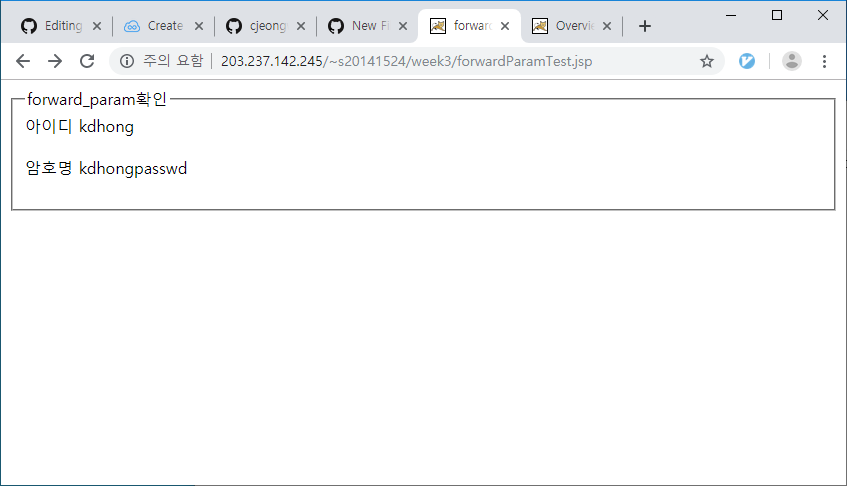 Editing
Create
cjeong
New Fi
forward
Overvie
주의 요함 203.237.142.245/~s20141524/week3/forwardParamTest.jsp
forward_param확인
아이디 kdhong
암호명 kdhongpasswd